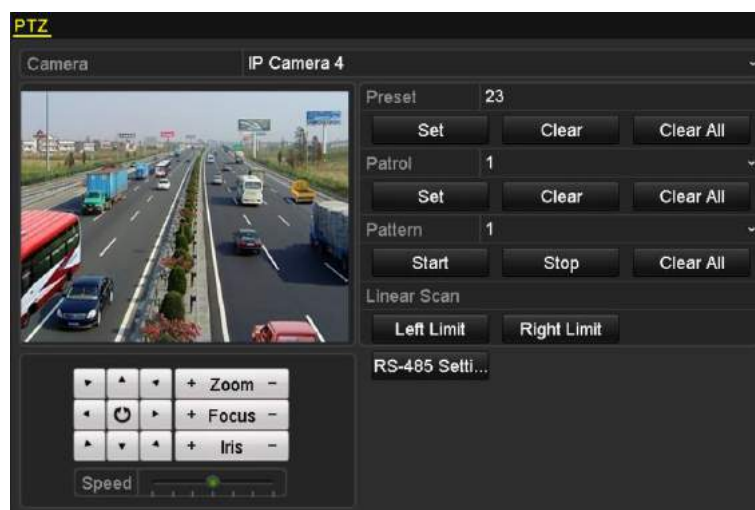 PTZ
Camera IP Camera 4
Preset 23
Set Clear Clear All
Patrol 1
Set Clear Clear All
Pattern 1
Start Stop Clear All
Linear Scan
Left Limit Right Limit
RS-485 Setti...
+ Zoom -
+ Focus -
+ Iris -
Speed